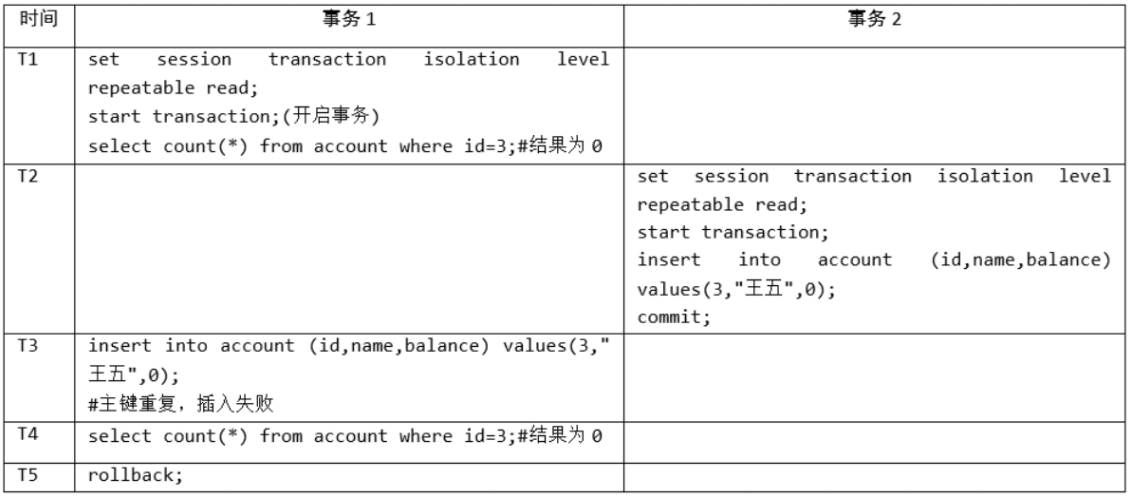 时间 事务1 事务2
T1
set session transaction isolation level
repeatable read;
start transaction;(开启事务)
select count(*) from account where id=3;#结果为0
T2
set session transaction isolation level
repeatable read;
start transaction;
insert into account (id,name,balance)
values(3,"王五",0);
commit;
T3
insert into account (id,name,balance) values(3,"
王五",0);
#主键重复，插入失败
T4
select count(*) from account where id=3;#结果为0
T5
rollback;